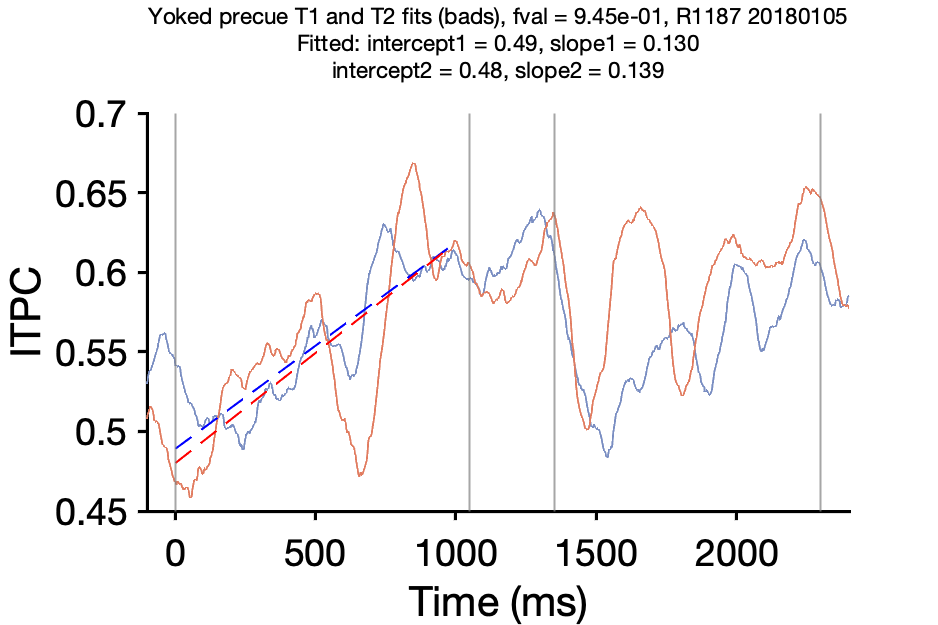 Yoked precue T1 and T2 fits (bads), fval = 9.45e-01, R1187 20180105
Fitted: intercept1 = 0.49, slope1 = 0.130
intercept2 = 0.48, slope2 = 0.139
0.7
0.65
0.6
0.55
0.5
0.45
ITPC
0 500 1000 1500 2000
Time (ms)